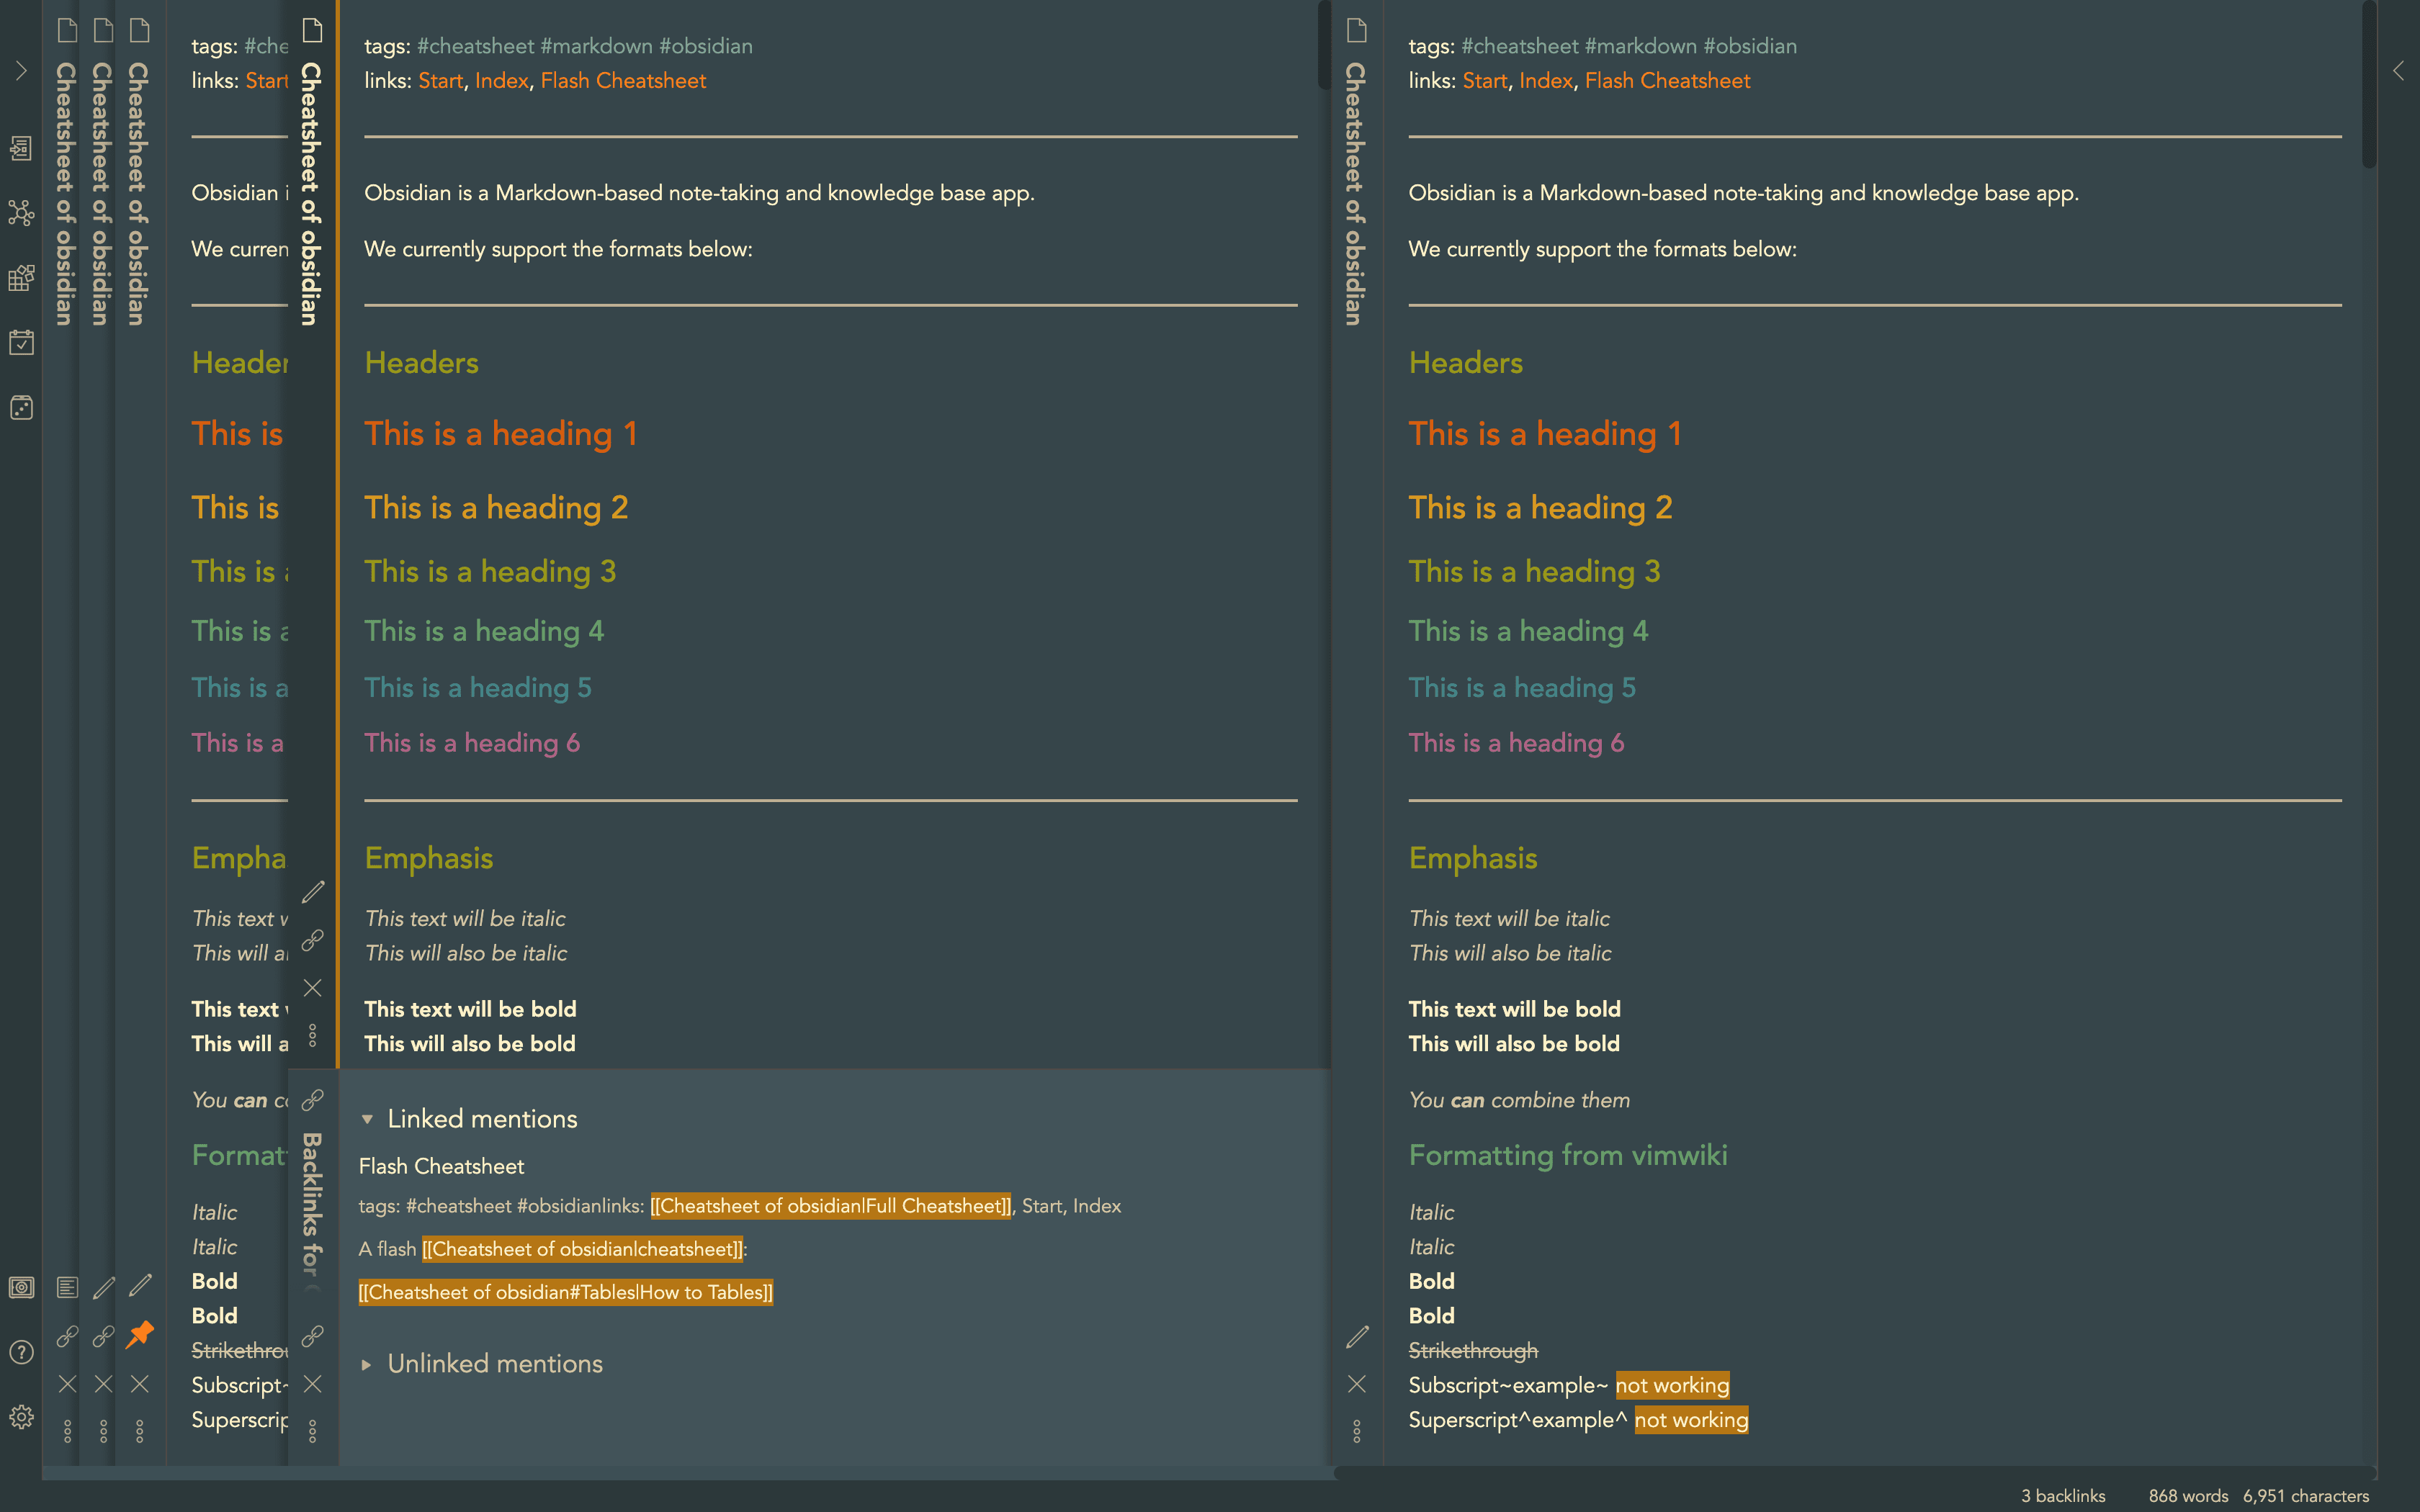 Cheatsheet of obsidian
Cheatsheet of obsidian
Cheatsheet of obsidian
tags: #che
links: Start
Obsidian i
We curren
Header
This is
This is
This is a
This is a
This is a
This is a
Empha
This text w
This will al
This text
This will a
You can co
Format
Italic
Italic
Bold
Bold
Strikethrou
Subscript~
Superscrip
Cheatsheet of obsidian
tags: #cheatsheet #markdown #obsidian
links: Start, Index, Flash Cheatsheet
Obsidian is a Markdown-based note-taking and knowledge base app.
We currently support the formats below:
Headers
This is a heading 1
This is a heading 2
This is a heading 3
This is a heading 4
This is a heading 5
This is a heading 6
Emphasis
This text will be italic
This will also be italic
This text will be bold
This will also be bold
Backlinks for
Linked mentions
Flash Cheatsheet
tags: #cheatsheet #obsidianlinks: [[Cheatsheet of obsidian|Full Cheatsheet]], Start, Index
A flash [[Cheatsheet of obsidian|cheatsheet]]:
[[Cheatsheet of obsidian#Tables|How to Tables]]
Unlinked mentions
Cheatsheet of obsidian
tags: #cheatsheet #markdown #obsidian
links: Start, Index, Flash Cheatsheet
Obsidian is a Markdown-based note-taking and knowledge base app.
We currently support the formats below:
Headers
This is a heading 1
This is a heading 2
This is a heading 3
This is a heading 4
This is a heading 5
This is a heading 6
Emphasis
This text will be italic
This will also be italic
This text will be bold
This will also be bold
You can combine them
Formatting from vimwiki
Italic
Italic
Bold
Bold
Strikethrough
Subscript~example~ not working
Superscript^example^ not working
3 backlinks 868 words 6,951 characters